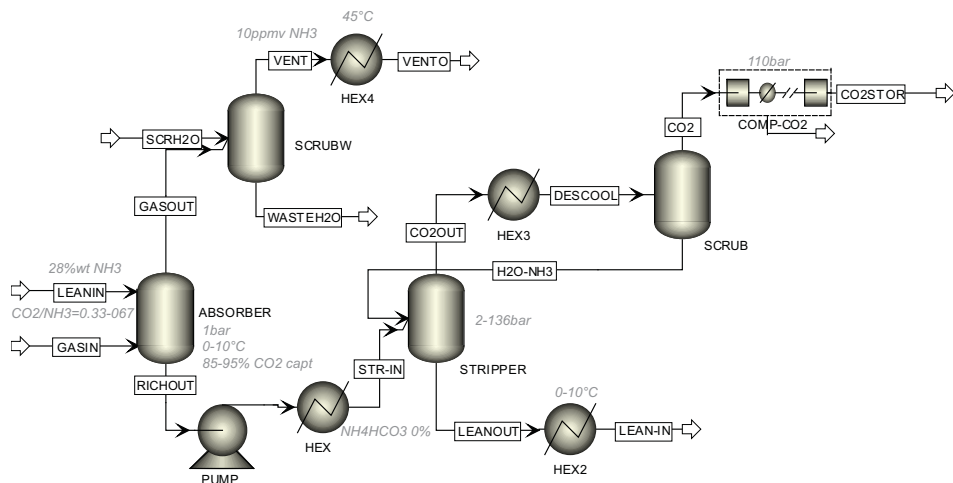 45°C
10ppmv NH3
VENT
VENTO
HEX4
110bar
CO2STOR
COMP-CO2
CO2
SCRH2O
SCRUBW
GASOUT
WASTEH2O
DESCOOL
HEX3
CO2OUT
SCRUB
H2O-NH3
28%wt NH3
LEANIN
CO2/NH3=0.33-067
ABSORBER
1bar
0-10°C
85-95% CO2 capt
GASIN
2-136bar
STRIPPER
STR-IN
RICHOUT
0-10°C
NH4HCO3 0%
HEX
LEANOUT
LEAN-IN
HEX2
PUMP